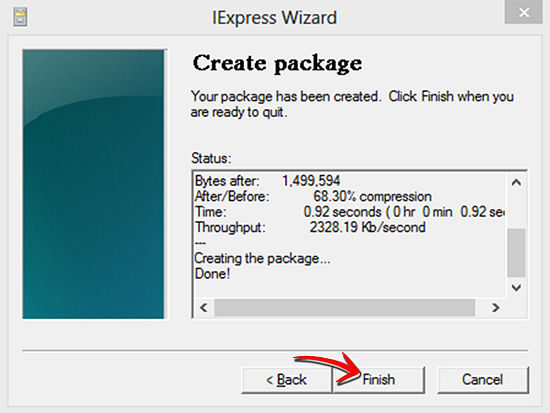 IExpress Wizard
Create package
Your package has been created. Click Finish when you
are ready to quit.
Status:
Bytes after: 1,499,594
After/Before: 68.30% compression
Time: 0.92 seconds ( 0 hr 0 min 0.92 se
Throughput: 2328.19 Kb/second
---
Creating the package...
Done!
< Back Finish Cancel